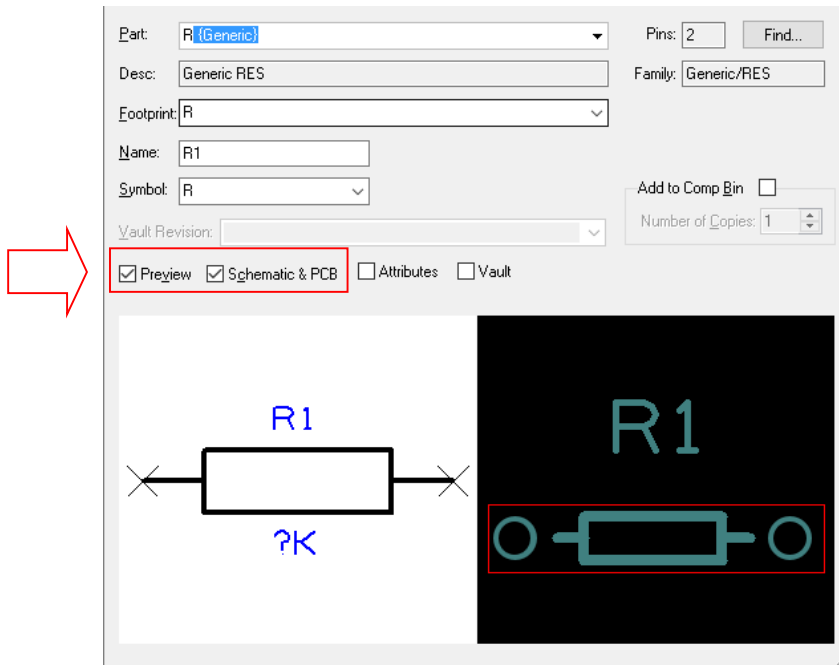 Part: R {Generic} Pins: 2 Find...
Desc: Generic RES Family: Generic/RES
Footprint: R
Name: R1
Symbol: R Add to Comp Bin
Vault Revision: Number of Copies: 1
Preview Schematic & PCB Attributes Vault
R1 R1
?K